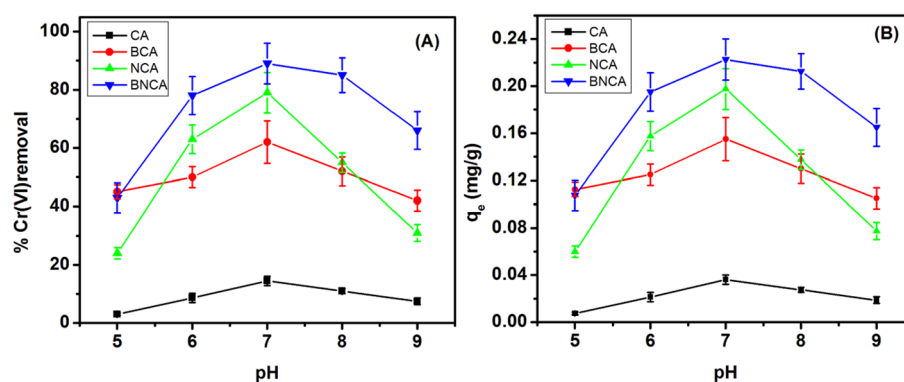 (A)
CA
BCA
NCA
BNCA
% Cr(VI)removal
100
80
60
40
20
0
5 6 7 8 9
pH
(B)
CA
BCA
NCA
BNCA
qe (mg/g)
0.24
0.20
0.16
0.12
0.08
0.04
0.00
5 6 7 8 9
pH